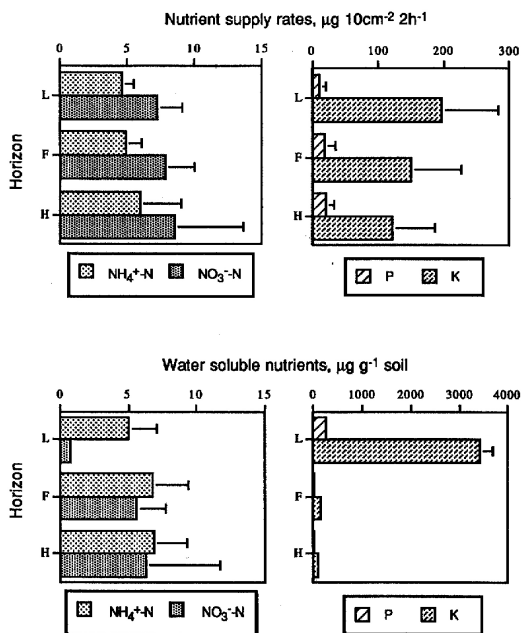 Nutrient supply rates, µg 10cm⁻² 2h⁻¹
0 5 10 15
0 100 200 300
Horizon
L
F
H
NH₄⁺-N NO₃⁻-N
P K
Water soluble nutrients, µg g⁻¹ soil
0 5 10 15
0 1000 2000 3000 4000
Horizon
L
F
H
L
F
H
NH₄⁺-N NO₃⁻-N
P K